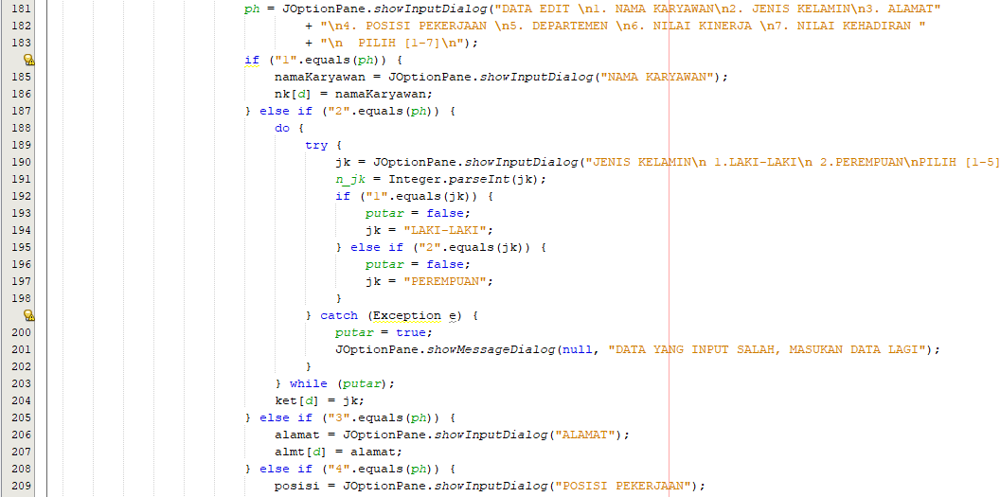 181 ph = JOptionPane.showInputDialog("DATA EDIT \n1. NAMA KARYAWAN\n2. JENIS KELAMIN\n3. ALAMAT"
182 + "\n4. POSISI PEKERJAAN \n5. DEPARTEMEN \n6. NILAI KINERJA \n7. NILAI KEHADIRAN "
183 + "\n  PILIH [1-7]\n");
if ("1".equals(ph)) {
185 namaKaryawan = JOptionPane.showInputDialog("NAMA KARYAWAN");
186 nk[d] = namaKaryawan;
187 } else if ("2".equals(ph)) {
188 do {
189 try {
190 jk = JOptionPane.showInputDialog("JENIS KELAMIN\n 1.LAKI-LAKI\n 2.PEREMPUAN\nPILIH [1-5]
191 n_jk = Integer.parseInt(jk);
192 if ("1".equals(jk)) {
193 putar = false;
194 jk = "LAKI-LAKI";
195 } else if ("2".equals(jk)) {
196 putar = false;
197 jk = "PEREMPUAN";
198 }
} catch (Exception e) {
200 putar = true;
201 JOptionPane.showMessageDialog(null, "DATA YANG INPUT SALAH, MASUKAN DATA LAGI");
202 }
203 } while (putar);
204 ket[d] = jk;
205 } else if ("3".equals(ph)) {
206 alamat = JOptionPane.showInputDialog("ALAMAT");
207 almt[d] = alamat;
208 } else if ("4".equals(ph)) {
209 posisi = JOptionPane.showInputDialog("POSISI PEKERJAAN");